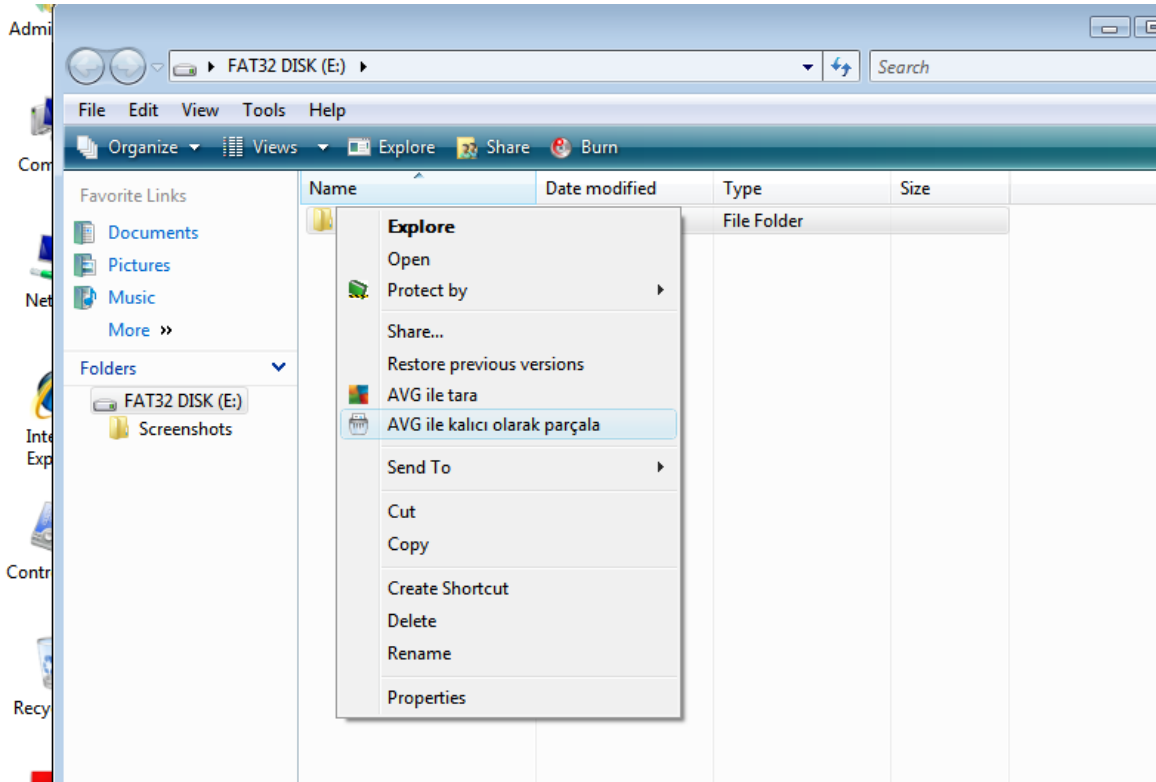 Admi
FAT32 DISK (E:)
Search
File Edit View Tools Help
Organize Views Explore Share Burn
Com
Favorite Links
Name Date modified Type Size
File Folder
Documents
Pictures
Net
Music
More »
Folders
FAT32 DISK (E:)
Screenshots
Inte
Exp
Contr
Recy
Explore
Open
Protect by
Share...
Restore previous versions
AVG ile tara
AVG ile kalıcı olarak parçala
Send To
Cut
Copy
Create Shortcut
Delete
Rename
Properties